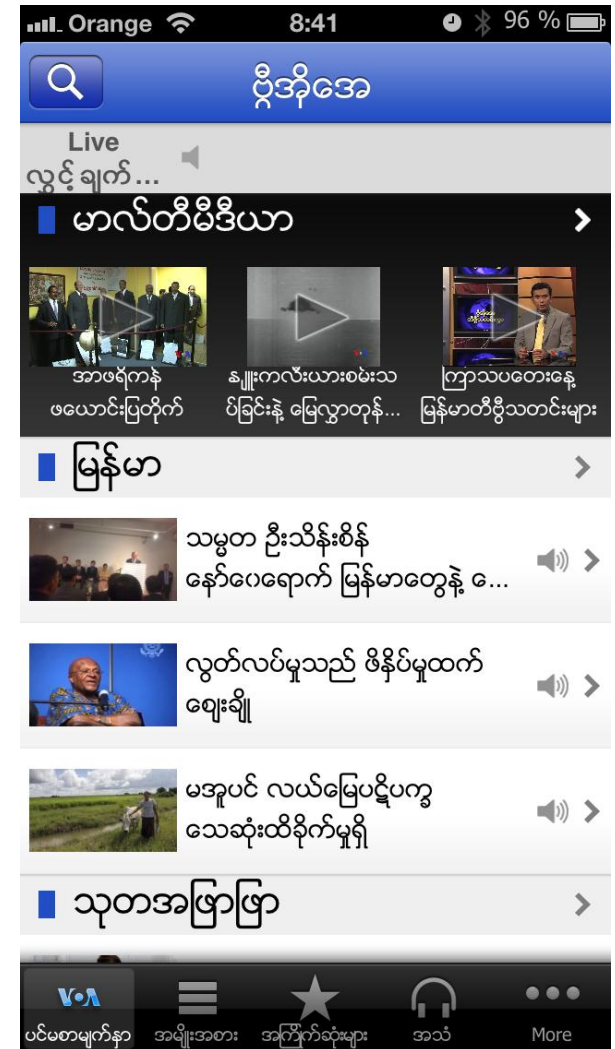 Orange 8:41 96 %
ဗွီအိုအေ
Live
လွှင့် ချက် ...
မာလ်တီမီဒီယာ
အာဖရိကန်
ဖယောင်းပြတိုက်
နျူးကလီးယားစမ်းသ
ပ်ခြင်းနဲ့ မြေလွှာတုန်...
ကြာသပတေးနေ့
မြန်မာတီဗွီသတင်းများ
မြန်မာ
သမ္မတ ဦးသိန်းစိန်
နော်ဝေရောက် မြန်မာတွေနဲ့ ေ...
လွတ်လပ်မှုသည် ဖိနှိပ်မှုထက်
ဈေးချို
မအူပင် လယ်မြေပဋိပက္ခ
သေဆုံးထိခိုက်မှုရှိ
သုတအဖြာဖြာ
VOA
ပင်မစာမျက်နှာ အမျိုးအစား အကြိုက်ဆုံးများ အသံ More